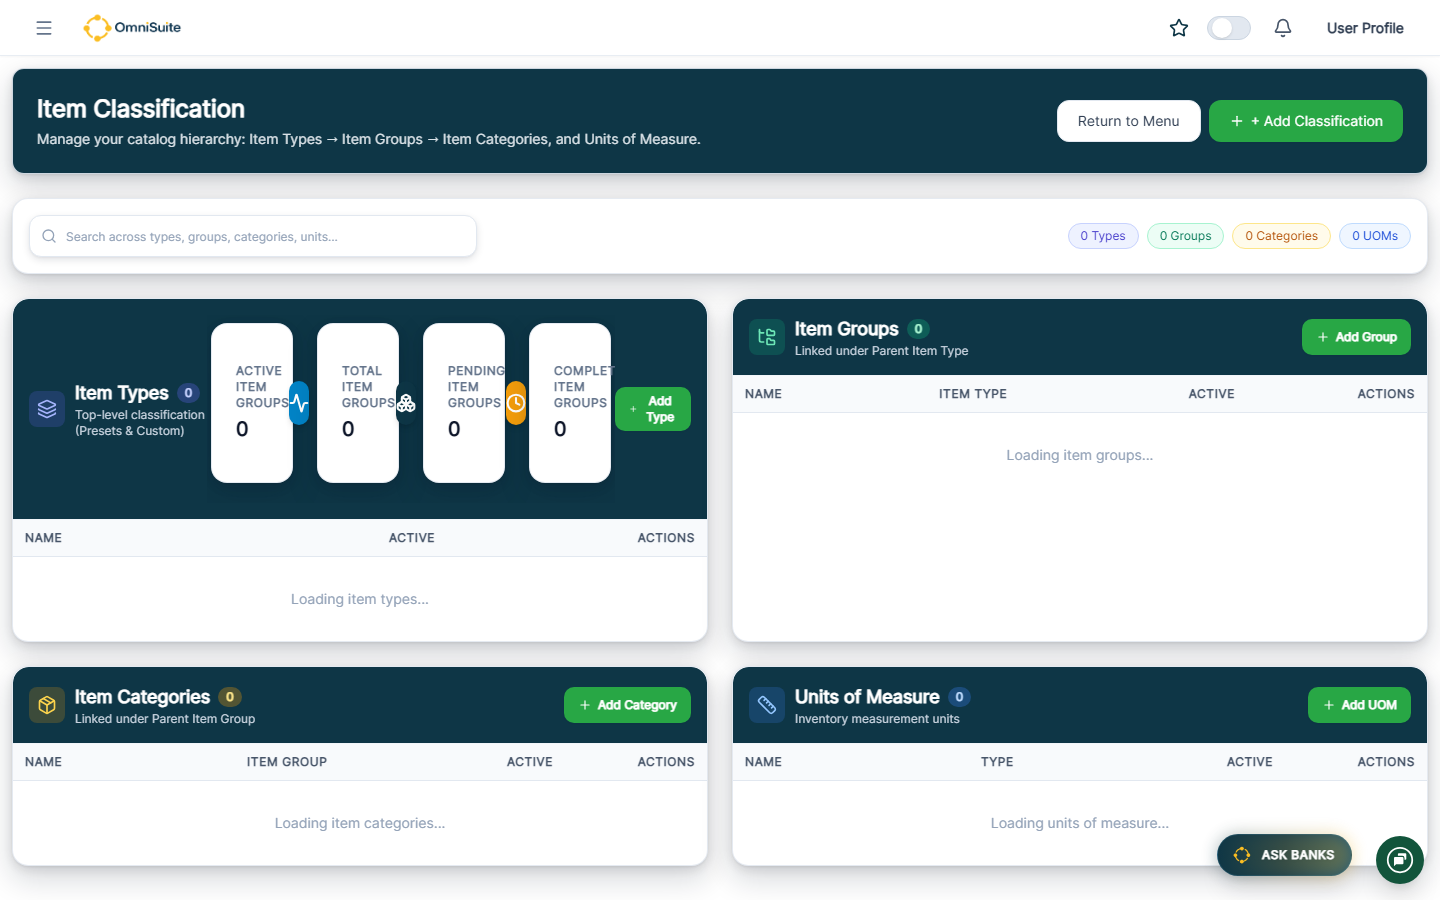 OmniSuite
User Profile
Item Classification
Manage your catalog hierarchy: Item Types → Item Groups → Item Categories, and Units of Measure.
Return to Menu
+ + Add Classification
Search across types, groups, categories, units...
0 Types
0 Groups
0 Categories
0 UOMs
Item Types 0
Top-level classification
(Presets & Custom)
ACTIVE
ITEM
GROUPS
0
TOTAL
ITEM
GROUPS
0
PENDING
ITEM
GROUPS
0
COMPLET
ITEM
GROUPS
0
+ Add
Type
NAME ACTIVE ACTIONS
Loading item types...
Item Groups 0
Linked under Parent Item Type
+ Add Group
NAME ITEM TYPE ACTIVE ACTIONS
Loading item groups...
Item Categories 0
Linked under Parent Item Group
+ Add Category
NAME ITEM GROUP ACTIVE ACTIONS
Loading item categories...
Units of Measure 0
Inventory measurement units
+ Add UOM
NAME TYPE ACTIVE ACTIONS
Loading units of measure...
ASK BANKS